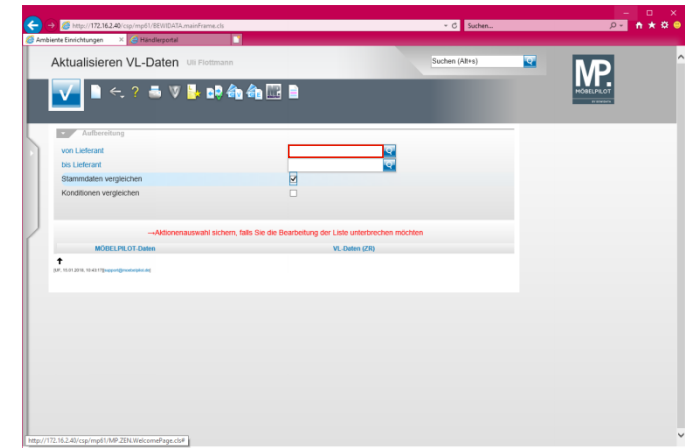 http://172.16.2.40/csp/mp61/BEWIDATA.mainFrame.cls
Suchen...
Ambiente Einrichtungen
Händlerportal
Aktualisieren VL-Daten Uli Flottmann
Suchen (Alt+s)
MP.
MÖBELPILOT
Aufbereitung
von Lieferant
bis Lieferant
Stammdaten vergleichen
Konditionen vergleichen
→Aktionenauswahl sichern, falls Sie die Bearbeitung der Liste unterbrechen möchten
MÖBELPILOT-Daten VL-Daten (ZR)
http://172.16.2.40/csp/mp61/MP.ZEN.WelcomePage.cls#